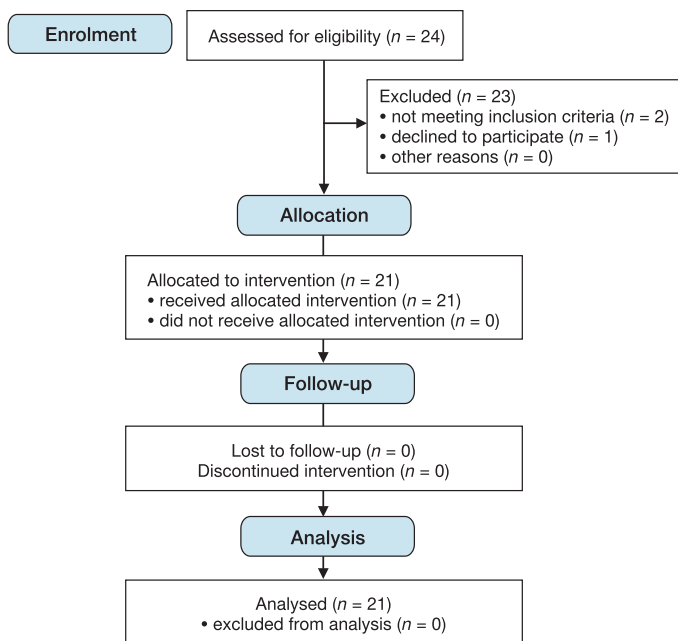 Enrolment
Assessed for eligibility (n = 24)
Excluded (n = 23)
• not meeting inclusion criteria (n = 2)
• declined to participate (n = 1)
• other reasons (n = 0)
Allocation
Allocated to intervention (n = 21)
• received allocated intervention (n = 21)
• did not receive allocated intervention (n = 0)
Follow-up
Lost to follow-up (n = 0)
Discontinued intervention (n = 0)
Analysis
Analysed (n = 21)
• excluded from analysis (n = 0)